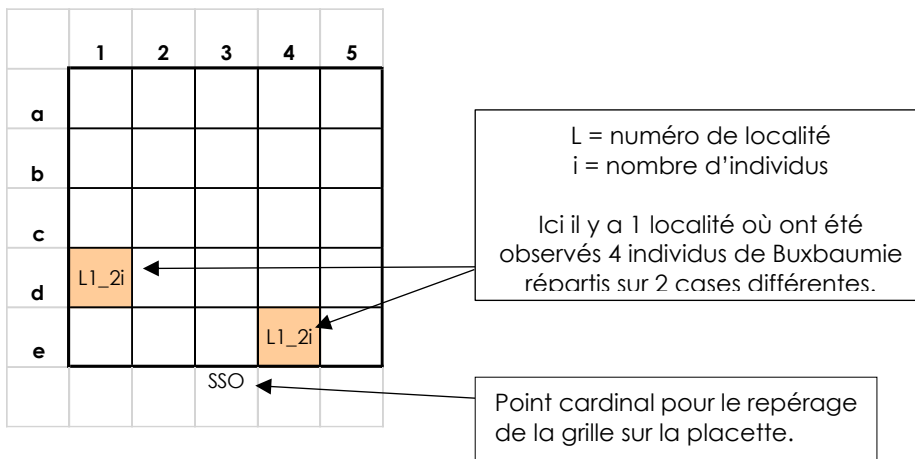 1 2 3 4 5
a
b
c
d L1_2i
e L1_2i
SSO
L = numéro de localité
i = nombre d’individus
Ici il y a 1 localité où ont été
observés 4 individus de Buxbaumie
répartis sur 2 cases différentes.
Point cardinal pour le repérage
de la grille sur la placette.